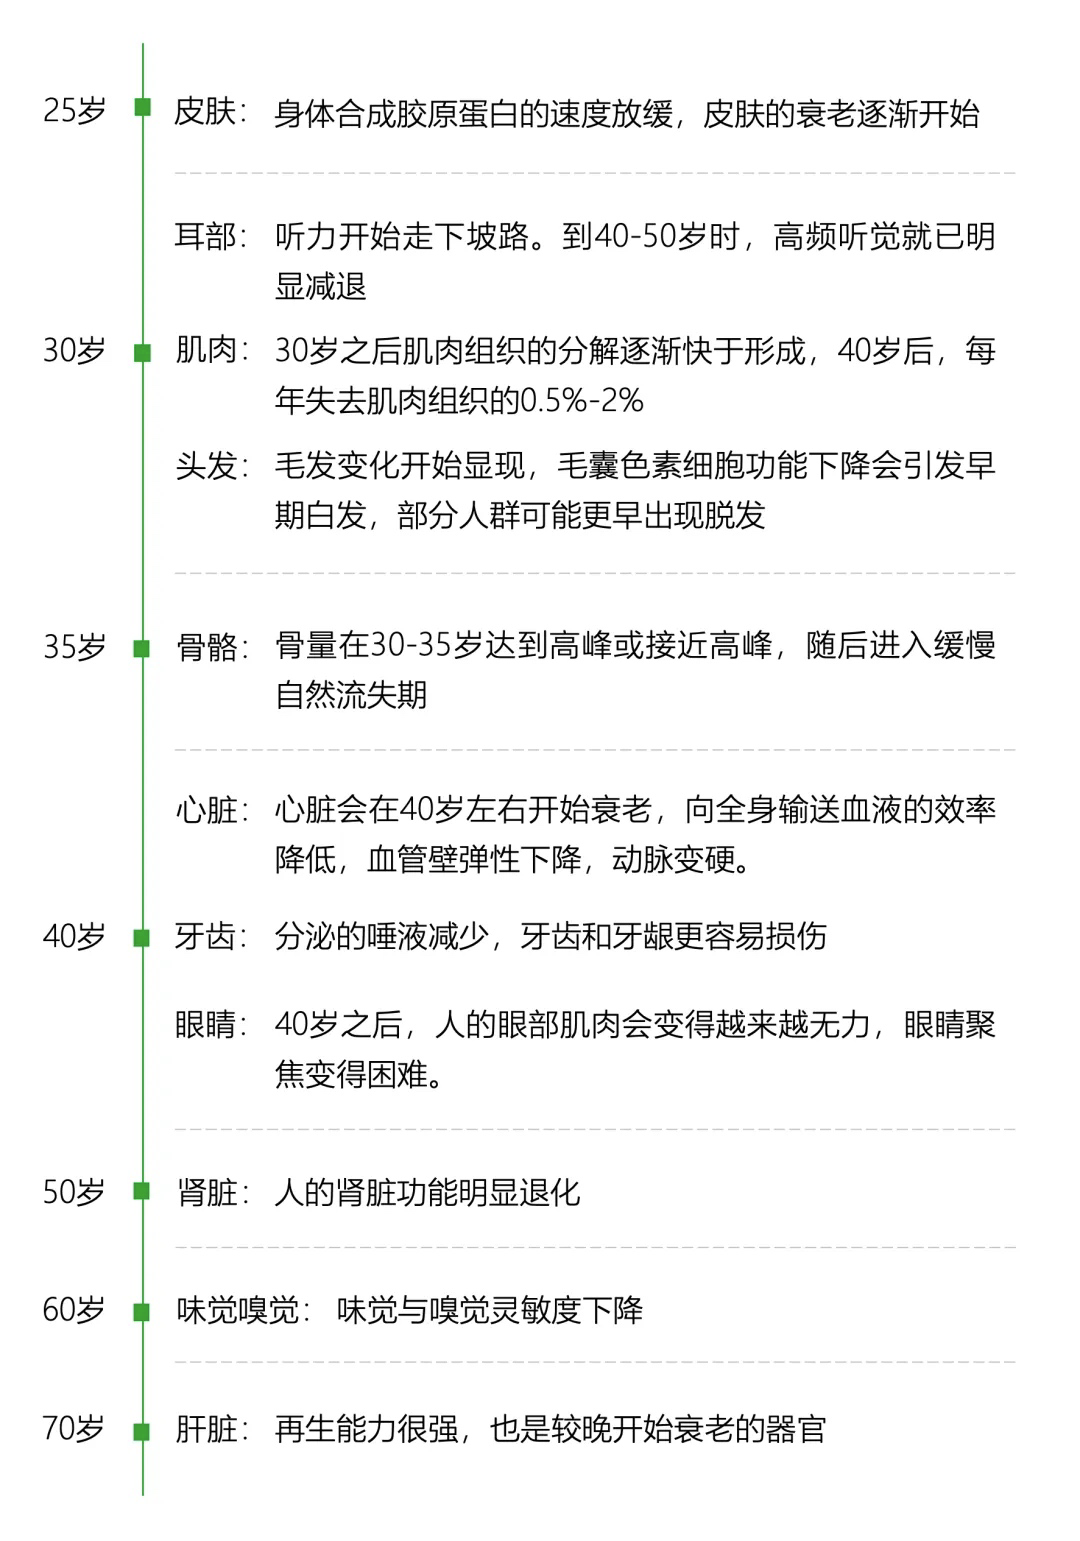 25岁 皮肤： 身体合成胶原蛋白的速度放缓，皮肤的衰老逐渐开始
耳部： 听力开始走下坡路。到40-50岁时，高频听觉就已明
显减退
30岁 肌肉： 30岁之后肌肉组织的分解逐渐快于形成，40岁后，每
年失去肌肉组织的0.5%-2%
头发： 毛发变化开始显现，毛囊色素细胞功能下降会引发早
期白发，部分人群可能更早出现脱发
35岁 骨骼： 骨量在30-35岁达到高峰或接近高峰，随后进入缓慢
自然流失期
心脏： 心脏会在40岁左右开始衰老，向全身输送血液的效率
降低，血管壁弹性下降，动脉变硬。
40岁 牙齿： 分泌的唾液减少，牙齿和牙龈更容易损伤
眼睛： 40岁之后，人的眼部肌肉会变得越来越无力，眼睛聚
焦变得困难。
50岁 肾脏： 人的肾脏功能明显退化
60岁 味觉嗅觉： 味觉与嗅觉灵敏度下降
70岁 肝脏： 再生能力很强，也是较晚开始衰老的器官